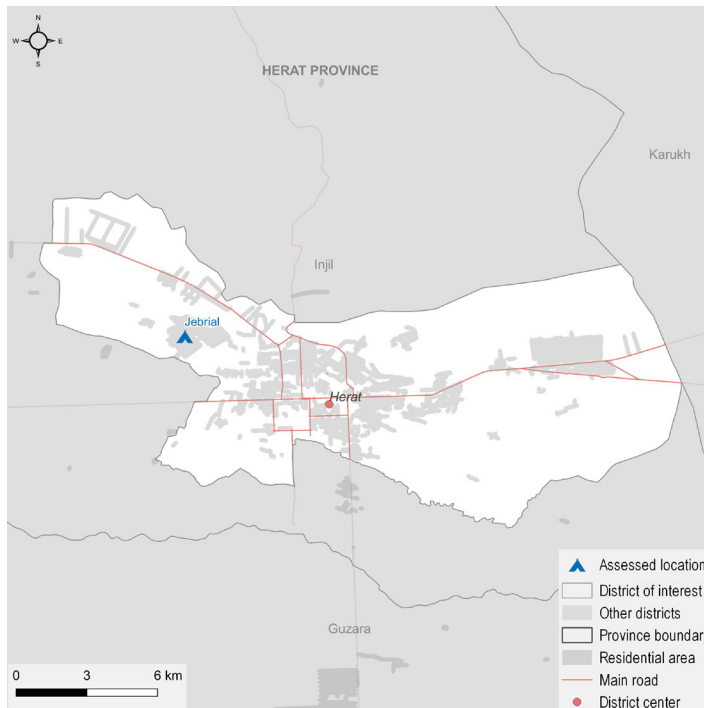 N
W E
S
HERAT PROVINCE
Karukh
Injil
Jebrial
Herat
Guzara
0 3 6 km
Assessed location
District of interest
Other districts
Province boundar
Residential area
Main road
District center